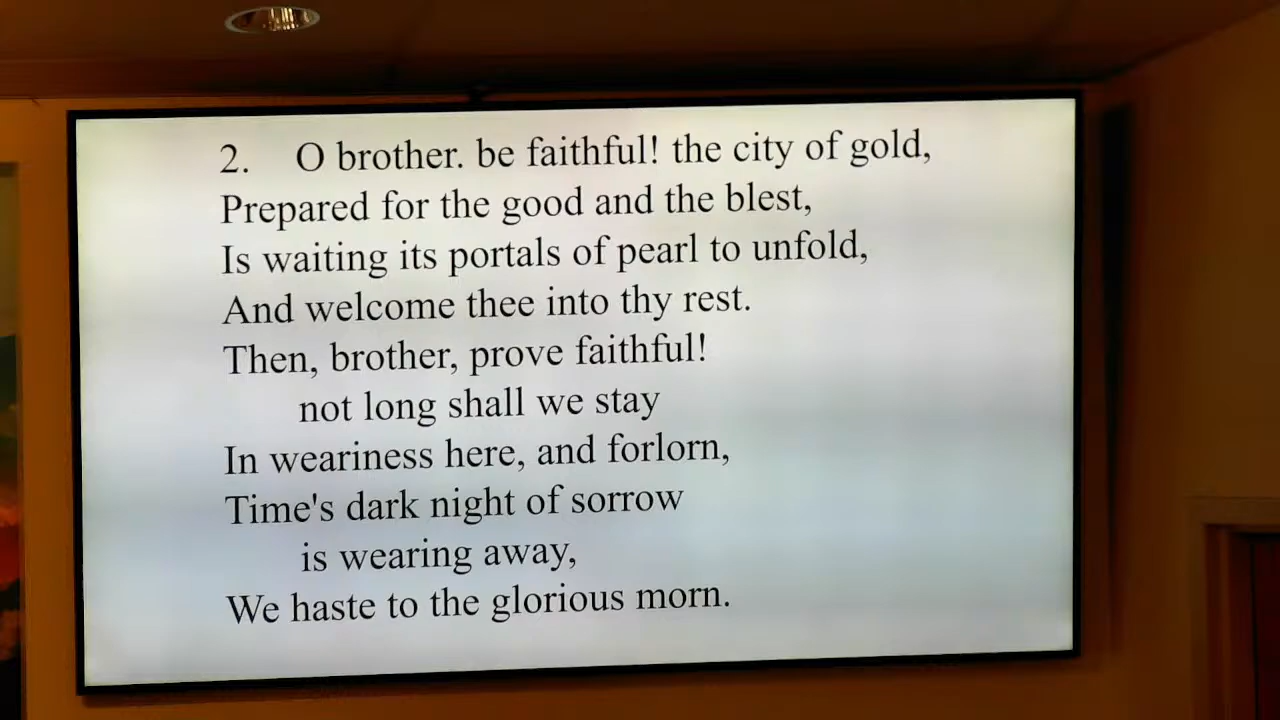 2. O brother. be faithful! the city of gold,
Prepared for the good and the blest,
Is waiting its portals of pearl to unfold,
And welcome thee into thy rest.
Then, brother, prove faithful!
not long shall we stay
In weariness here, and forlorn,
Time's dark night of sorrow
is wearing away,
We haste to the glorious morn.